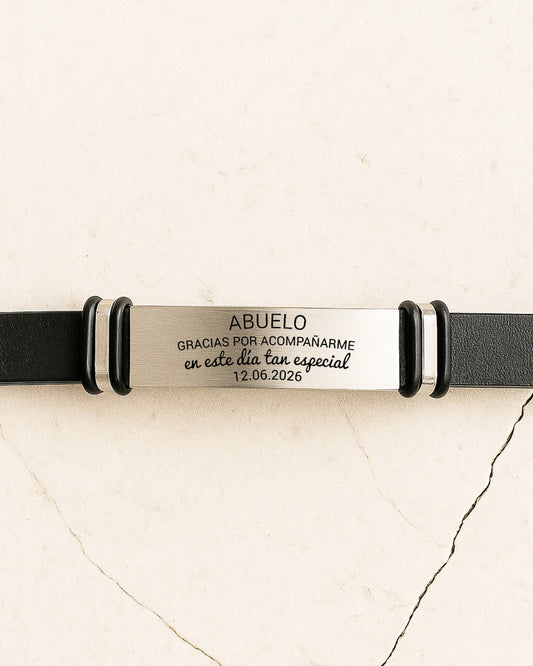 ABUELO
GRACIAS POR ACOMPAÑARME
en este día tan especial
12.06.2026